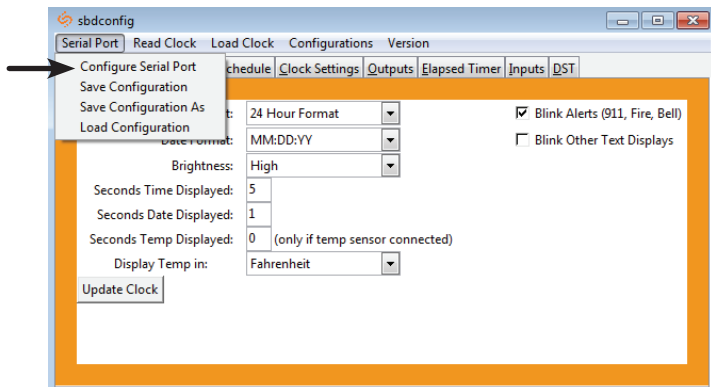 sbdconfig
Serial Port Read Clock Load Clock Configurations Version
Configure Serial Port
Save Configuration
Save Configuration As
Load Configuration
Clock Settings Outputs Elapsed Timer Inputs DST
24 Hour Format Blink Alerts (911, Fire, Bell)
MM:DD:YY Blink Other Text Displays
Brightness: High
Seconds Time Displayed: 5
Seconds Date Displayed: 1
Seconds Temp Displayed: 0 (only if temp sensor connected)
Display Temp in: Fahrenheit
Update Clock